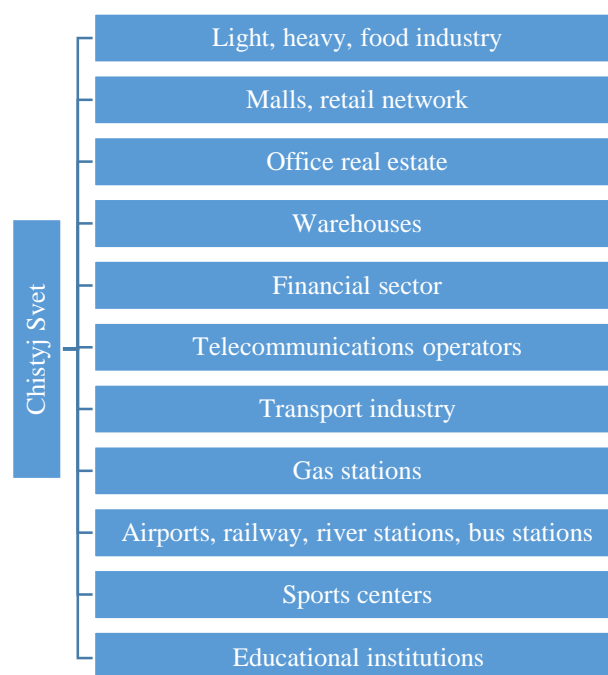 Chistyj Svet
Light, heavy, food industry
Malls, retail network
Office real estate
Warehouses
Financial sector
Telecommunications operators
Transport industry
Gas stations
Airports, railway, river stations, bus stations
Sports centers
Educational institutions